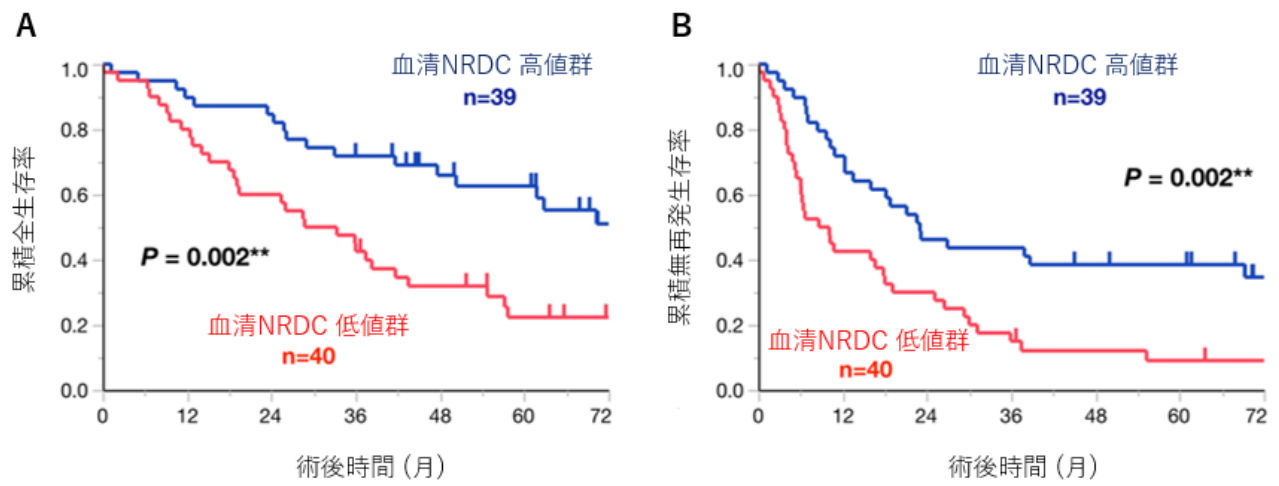 A
血清NRDC 高値群
n=39
累積全生存率
1.0
0.8
0.6
0.4
0.2
0.0
P = 0.002**
血清NRDC 低値群
n=40
0 12 24 36 48 60 72
術後時間 (月)
B
血清NRDC 高値群
n=39
累積無再発生存率
1.0
0.8
0.6
0.4
0.2
0.0
P = 0.002**
血清NRDC 低値群
n=40
0 12 24 36 48 60 72
術後時間 (月)